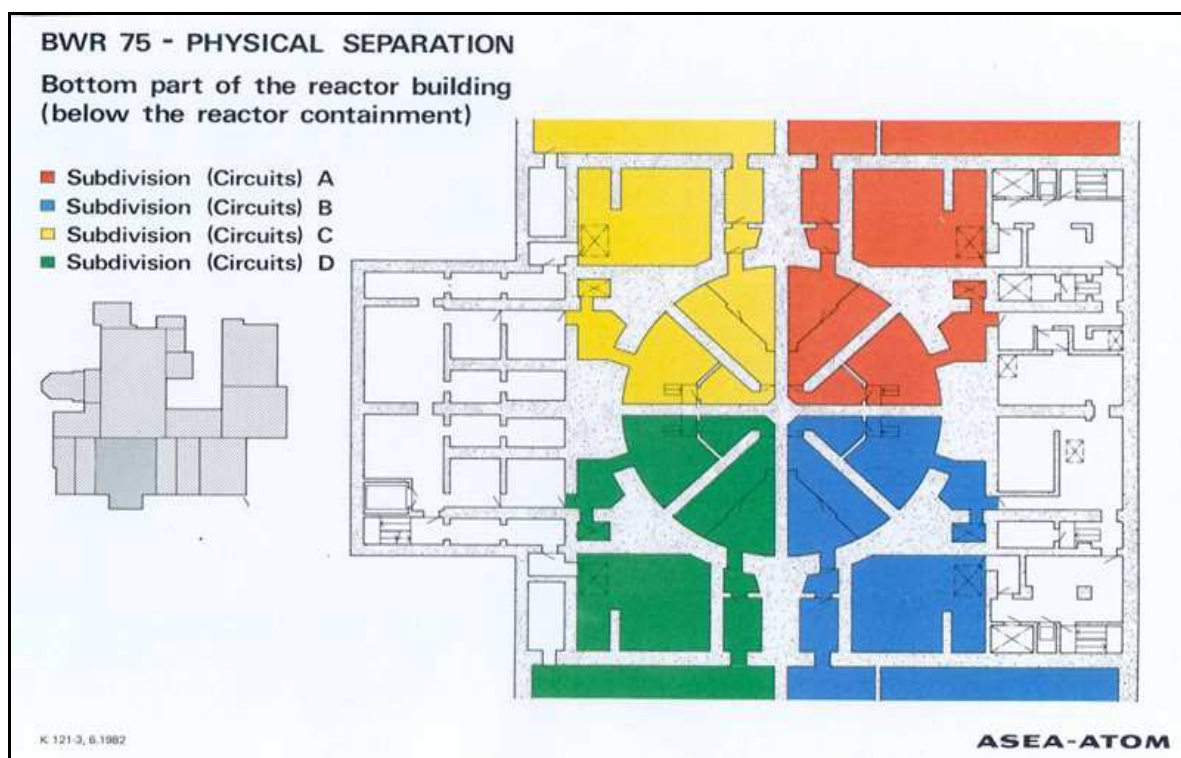 BWR 75 - PHYSICAL SEPARATION
Bottom part of the reactor building
(below the reactor containment)
Subdivision (Circuits) A
Subdivision (Circuits) B
Subdivision (Circuits) C
Subdivision (Circuits) D
K 121-3, 6.1982
ASEA-ATOM